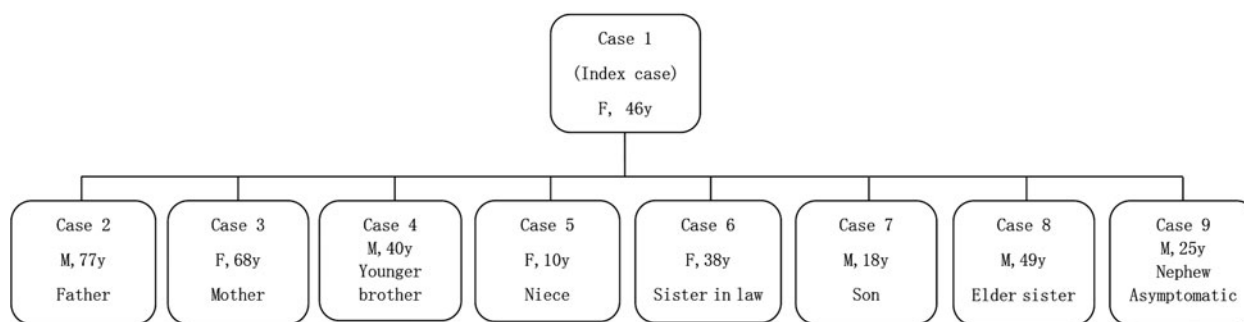 Case 1
(Index case)
F, 46y
Case 2
M,77y
Father
Case 3
F,68y
Mother
Case 4
M,40y
Younger
brother
Case 5
F,10y
Niece
Case 6
F,38y
Sister in law
Case 7
M,18y
Son
Case 8
M,49y
Elder sister
Case 9
M,25y
Nephew
Asymptomatic